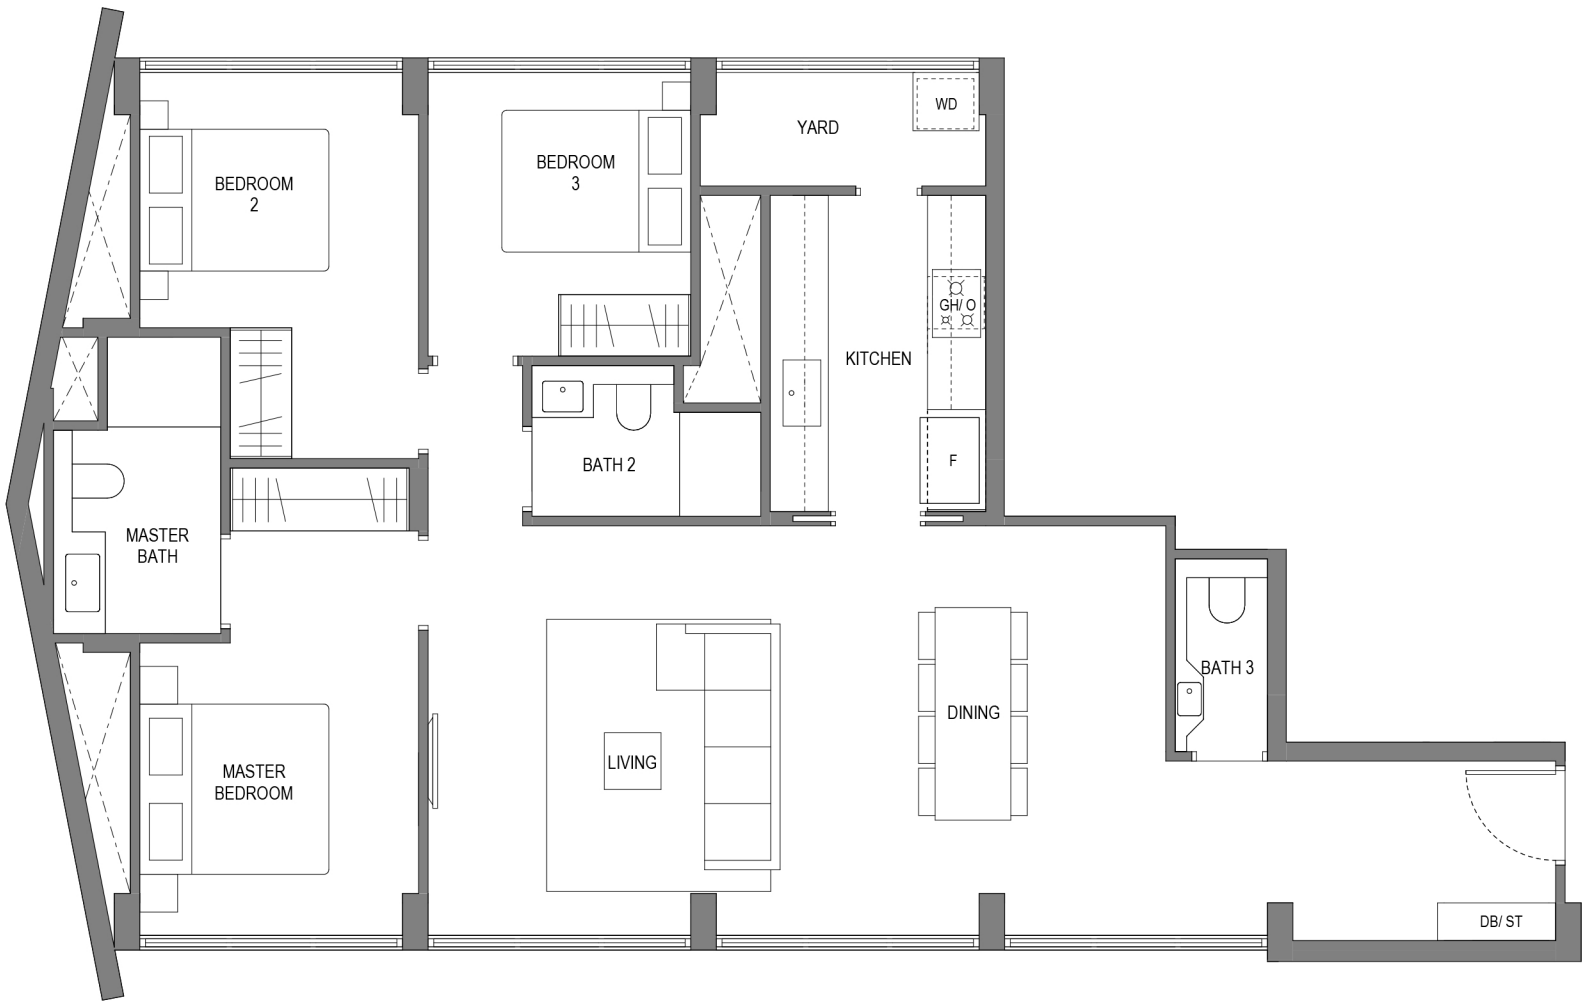 WD
YARD
BEDROOM
2
BEDROOM
3
GH/ O
KITCHEN
F
BATH 2
MASTER
BATH
BATH 3
DINING
LIVING
MASTER
BEDROOM
DB/ ST